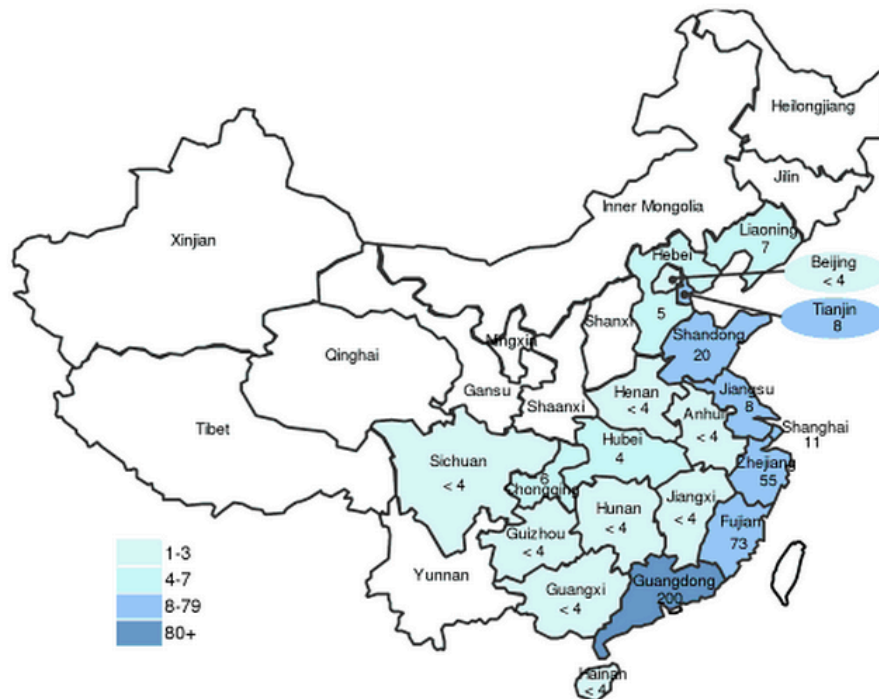 Heilongjiang
Jilin
Inner Mongolia
Liaoning
7
Xinjian
Hebei
5
Beijing
< 4
Tianjin
8
Shanxi
Ningxia
Shandong
20
Qinghai
Gansu
Shaanxi
Henan
< 4
Jiangsu
8
Anhui
< 4
Shanghai
11
Tibet
Sichuan
< 4
Hubei
4
6
Chongqing
Zhejiang
55
Hunan
< 4
Jiangxi
< 4
Guizhou
< 4
Fujian
73
Yunnan
Guangxi
< 4
Guangdong
200
Hainan
< 4
1-3
4-7
8-79
80+